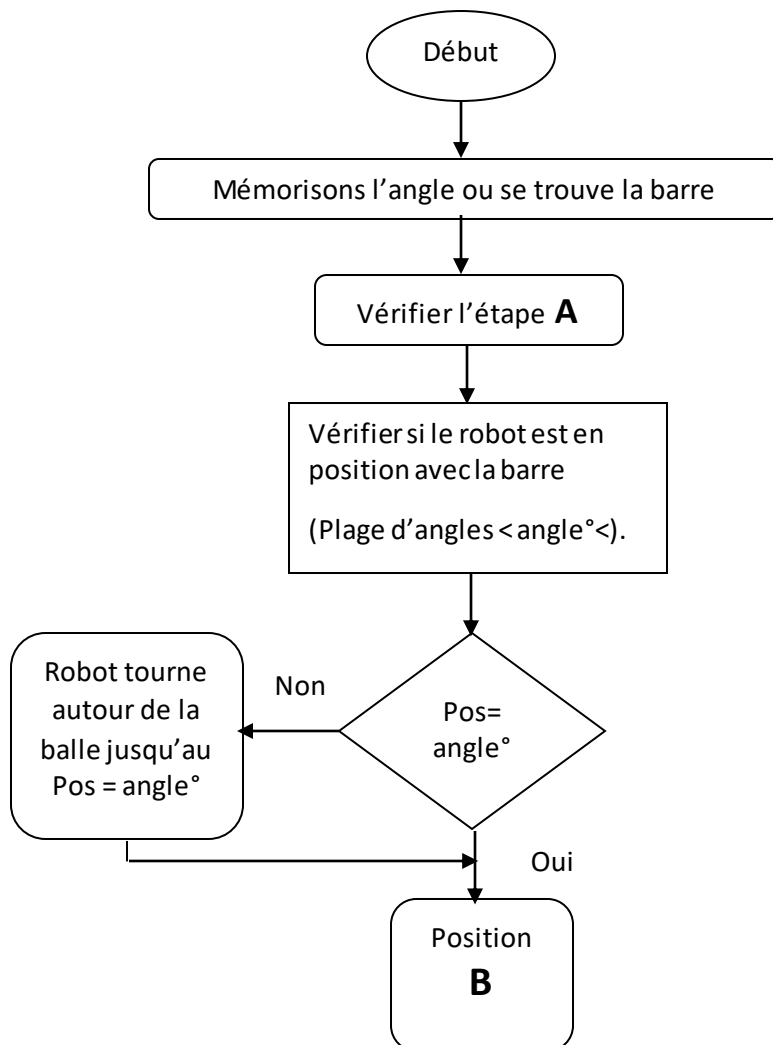 Début
Mémorisons l’angle ou se trouve la barre
Vérifier l’étape A
Vérifier si le robot est en
position avec la barre
(Plage d’angles < angle°<).
Robot tourne
autour de la
balle jusqu’au
Pos = angle°
Non
Pos=
angle°
Oui
Position
B